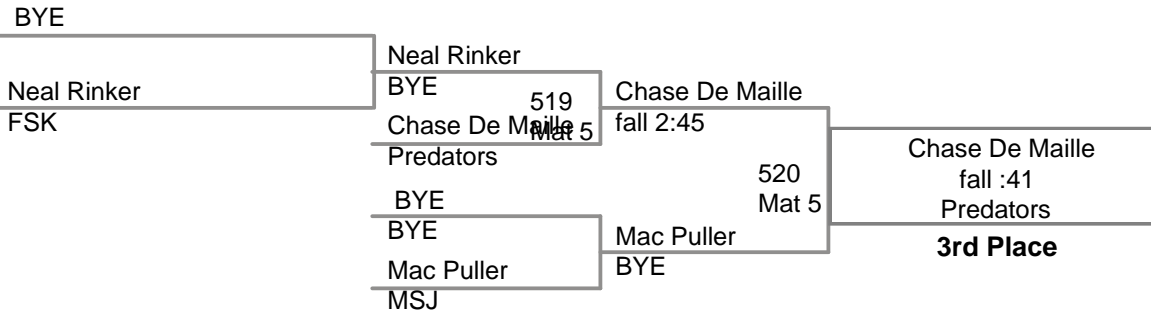 BYE
Neal Rinker
FSK
Neal Rinker
BYE
519
Mat 5
Chase De Maille
Predators
BYE
BYE
Mac Puller
MSJ
Chase De Maille
fall 2:45
520
Mat 5
Mac Puller
BYE
Chase De Maille
fall :41
Predators
3rd Place